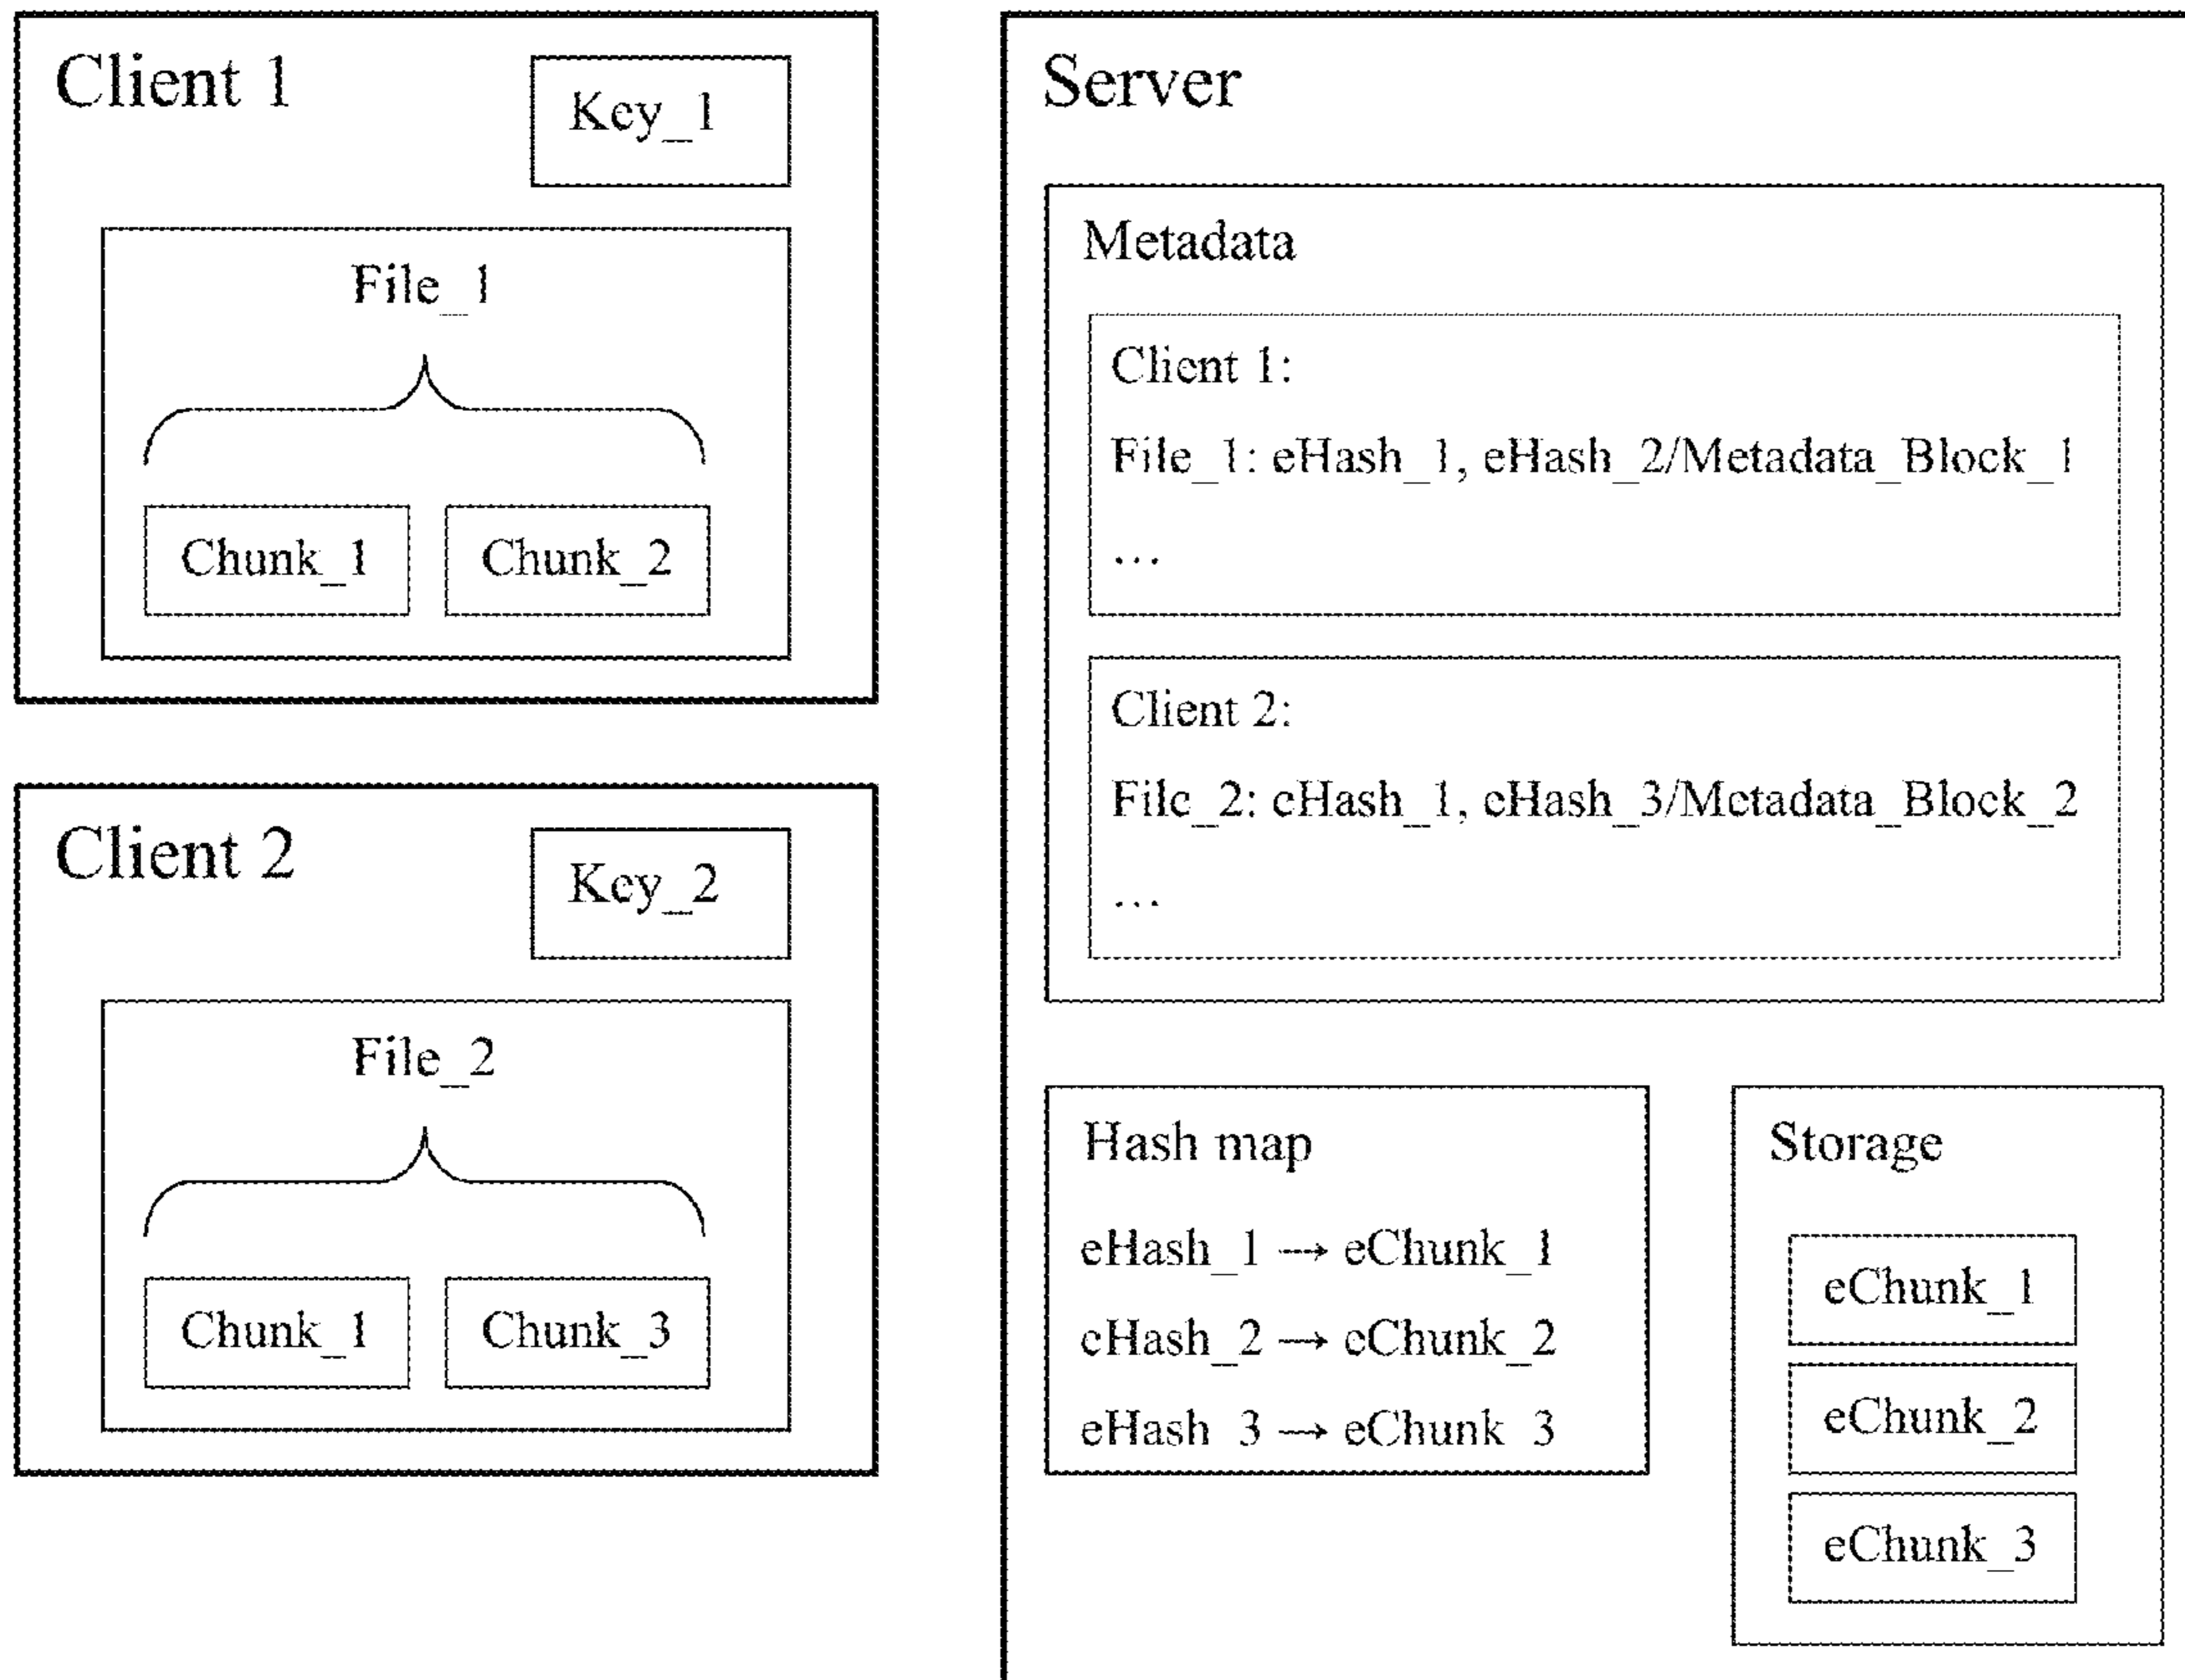 Client 1
Key_1
File_1
Chunk_1
Chunk_2
Client 2
Key_2
File_2
Chunk_1
Chunk_3
Server
Metadata
Client 1:
File_1: eHash_1, eHash_2/Metadata_Block_1
…
Client 2:
File_2: eHash_1, eHash_3/Metadata_Block_2
…
Hash map
eHash_1 → eChunk_1
eHash_2 → eChunk_2
eHash_3 → eChunk_3
Storage
eChunk_1
eChunk_2
eChunk_3